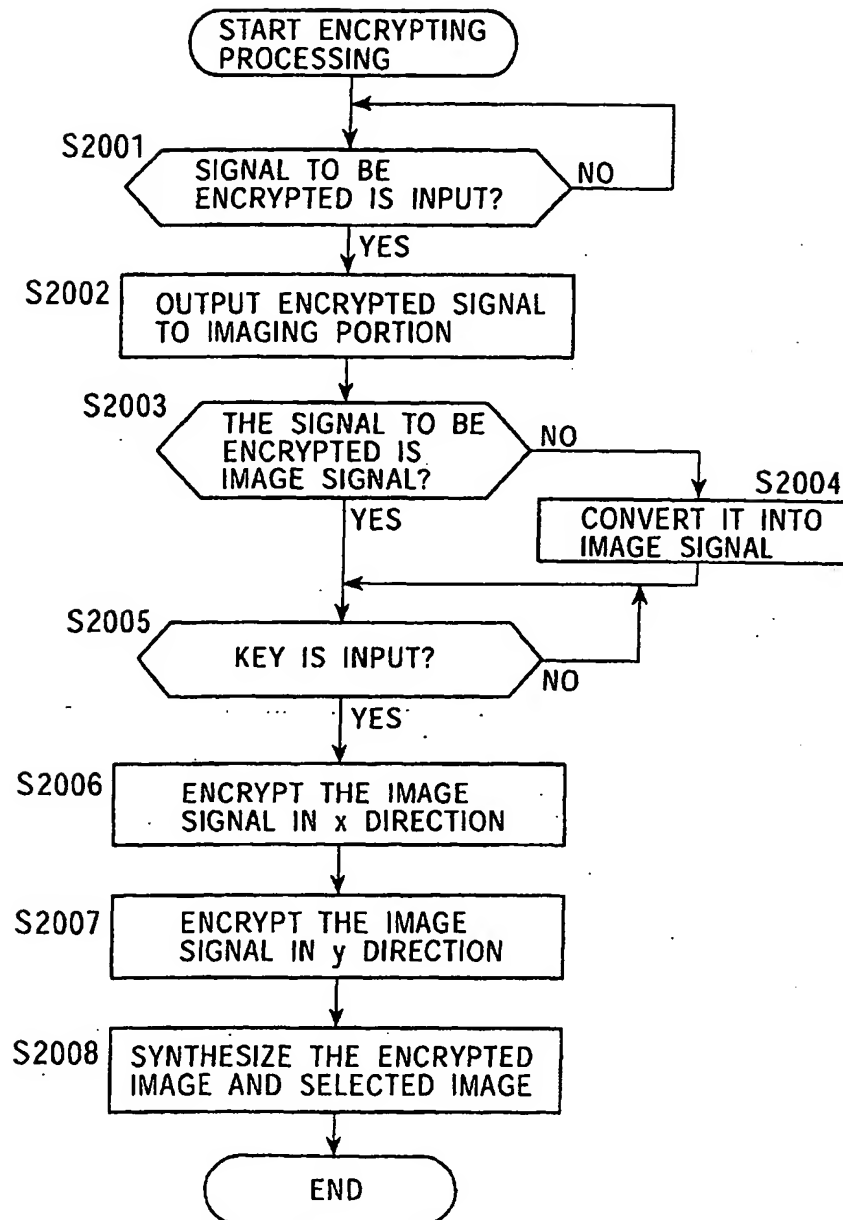 START ENCRYPTING
PROCESSING
S2001
SIGNAL TO BE
ENCRYPTED IS INPUT?
NO
YES
S2002
OUTPUT ENCRYPTED SIGNAL
TO IMAGING PORTION
S2003
THE SIGNAL TO BE
ENCRYPTED IS
IMAGE SIGNAL?
NO
YES
S2004
CONVERT IT INTO
IMAGE SIGNAL
S2005
KEY IS INPUT?
NO
YES
S2006
ENCRYPT THE IMAGE
SIGNAL IN x DIRECTION
S2007
ENCRYPT THE IMAGE
SIGNAL IN y DIRECTION
S2008
SYNTHESIZE THE ENCRYPTED
IMAGE AND SELECTED IMAGE
END